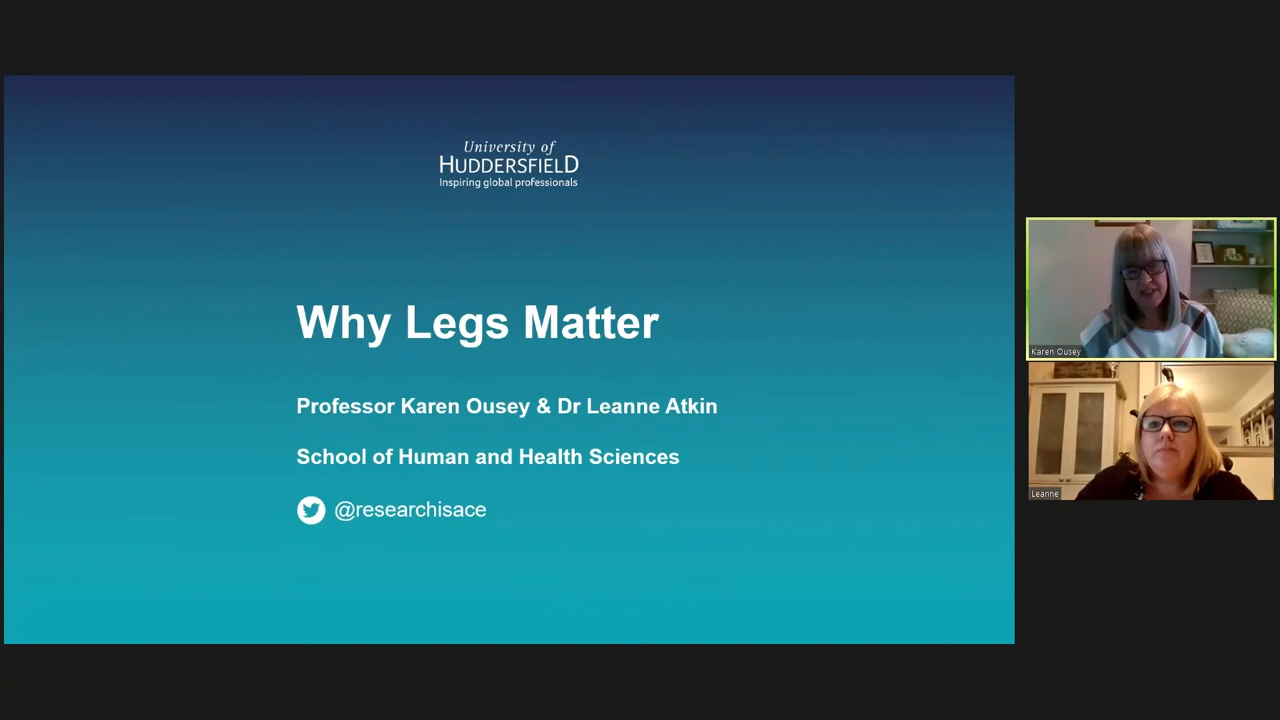 University of
HUDDERSFIELD
Inspiring global professionals
Why Legs Matter
Professor Karen Ousey & Dr Leanne Atkin
School of Human and Health Sciences
@researchisace
Karen Ousey
Leanne